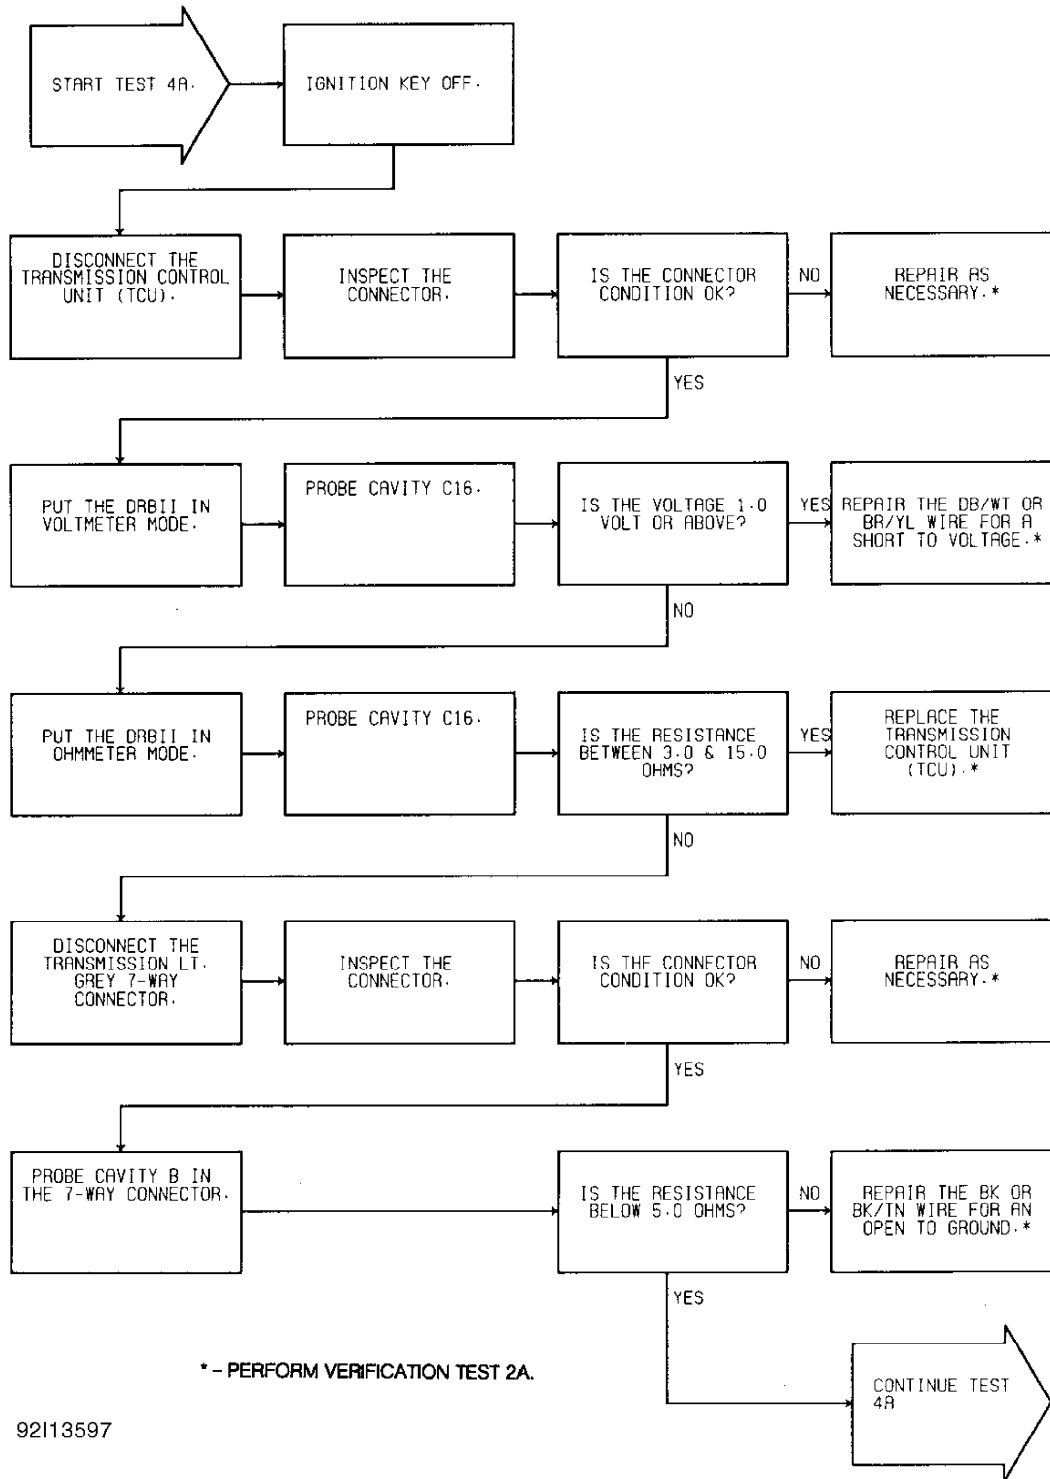 START TEST 4A.
IGNITION KEY OFF.
DISCONNECT THE
TRANSMISSION CONTROL
UNIT (TCU).
INSPECT THE
CONNECTOR.
IS THE CONNECTOR
CONDITION OK?
NO
REPAIR AS
NECESSARY.*
YES
PUT THE DRBII IN
VOLTMETER MODE.
PROBE CAVITY C16.
IS THE VOLTAGE 1.0
VOLT OR ABOVE?
YES
REPAIR THE DB/WT OR
BR/YL WIRE FOR A
SHORT TO VOLTAGE.*
NO
PUT THE DRBII IN
OHMMETER MODE.
PROBE CAVITY C16.
IS THE RESISTANCE
BETWEEN 3.0 & 15.0
OHMS?
YES
REPLACE THE
TRANSMISSION
CONTROL UNIT
(TCU).*
NO
DISCONNECT THE
TRANSMISSION LT.
GREY 7-WAY
CONNECTOR.
INSPECT THE
CONNECTOR.
IS THE CONNECTOR
CONDITION OK?
NO
REPAIR AS
NECESSARY.*
YES
PROBE CAVITY B IN
THE 7-WAY CONNECTOR.
IS THE RESISTANCE
BELOW 5.0 OHMS?
NO
REPAIR THE BK OR
BK/TN WIRE FOR AN
OPEN TO GROUND.*
YES
* – PERFORM VERIFICATION TEST 2A.
CONTINUE TEST
4A
92I13597